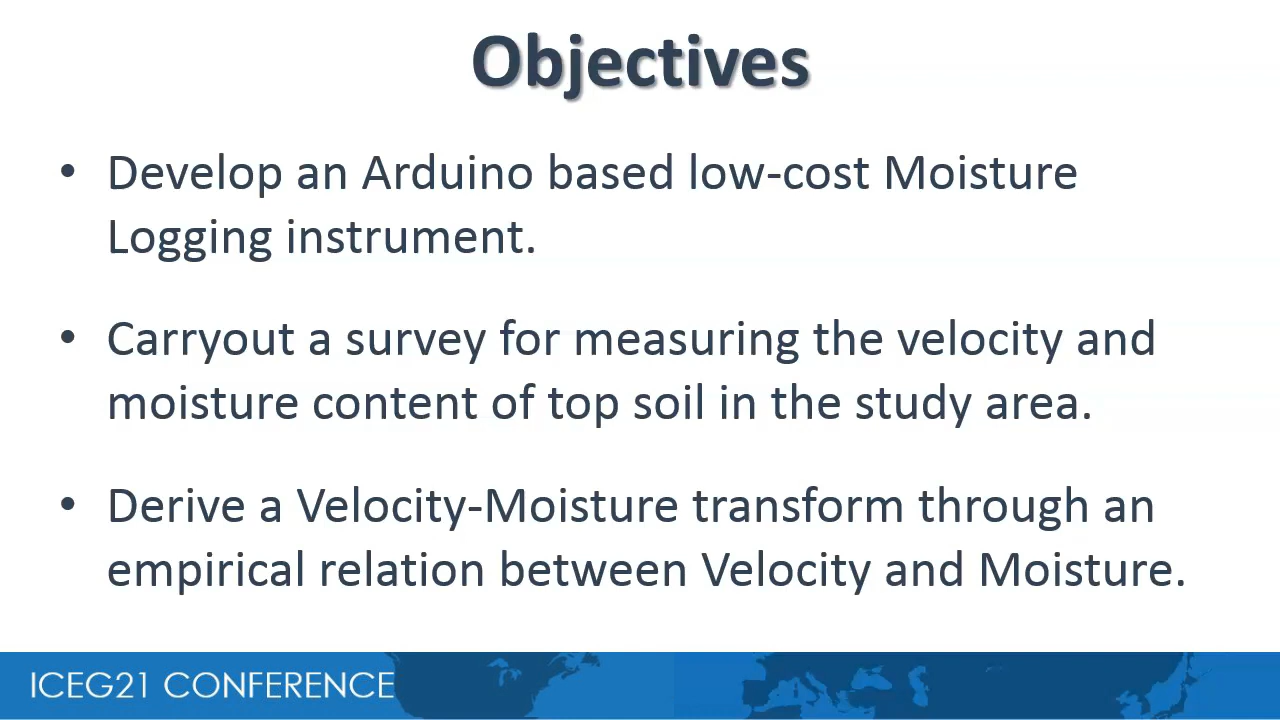 Objectives
• Develop an Arduino based low-cost Moisture
Logging instrument.
• Carryout a survey for measuring the velocity and
moisture content of top soil in the study area.
• Derive a Velocity-Moisture transform through an
empirical relation between Velocity and Moisture.
ICEG21 CONFERENCE